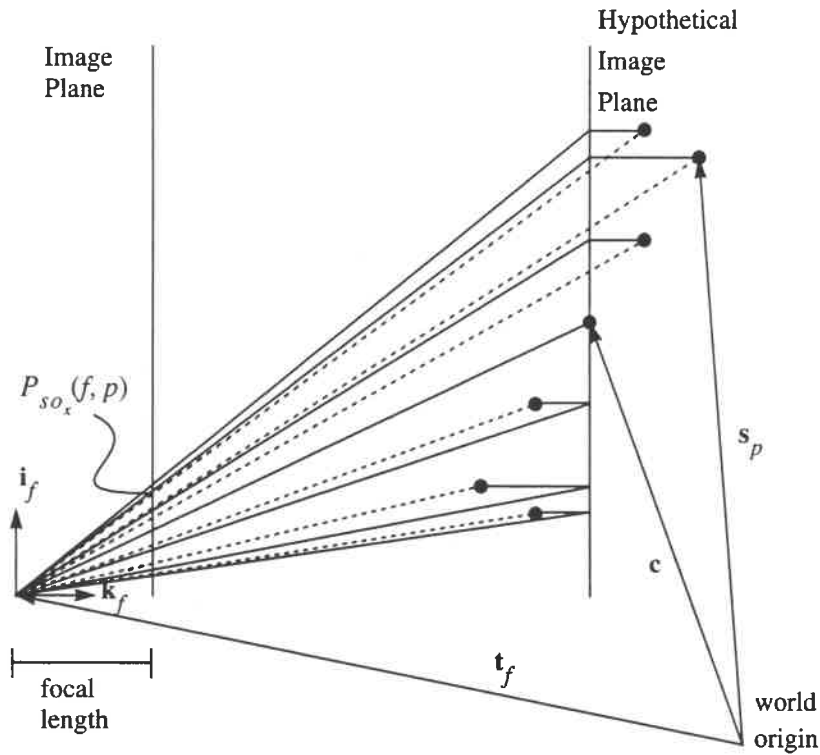 Image
Plane
Hypothetical
Image
Plane
P_{so_x}(f, p)
i_f
k_f
s_p
c
t_f
focal
length
world
origin